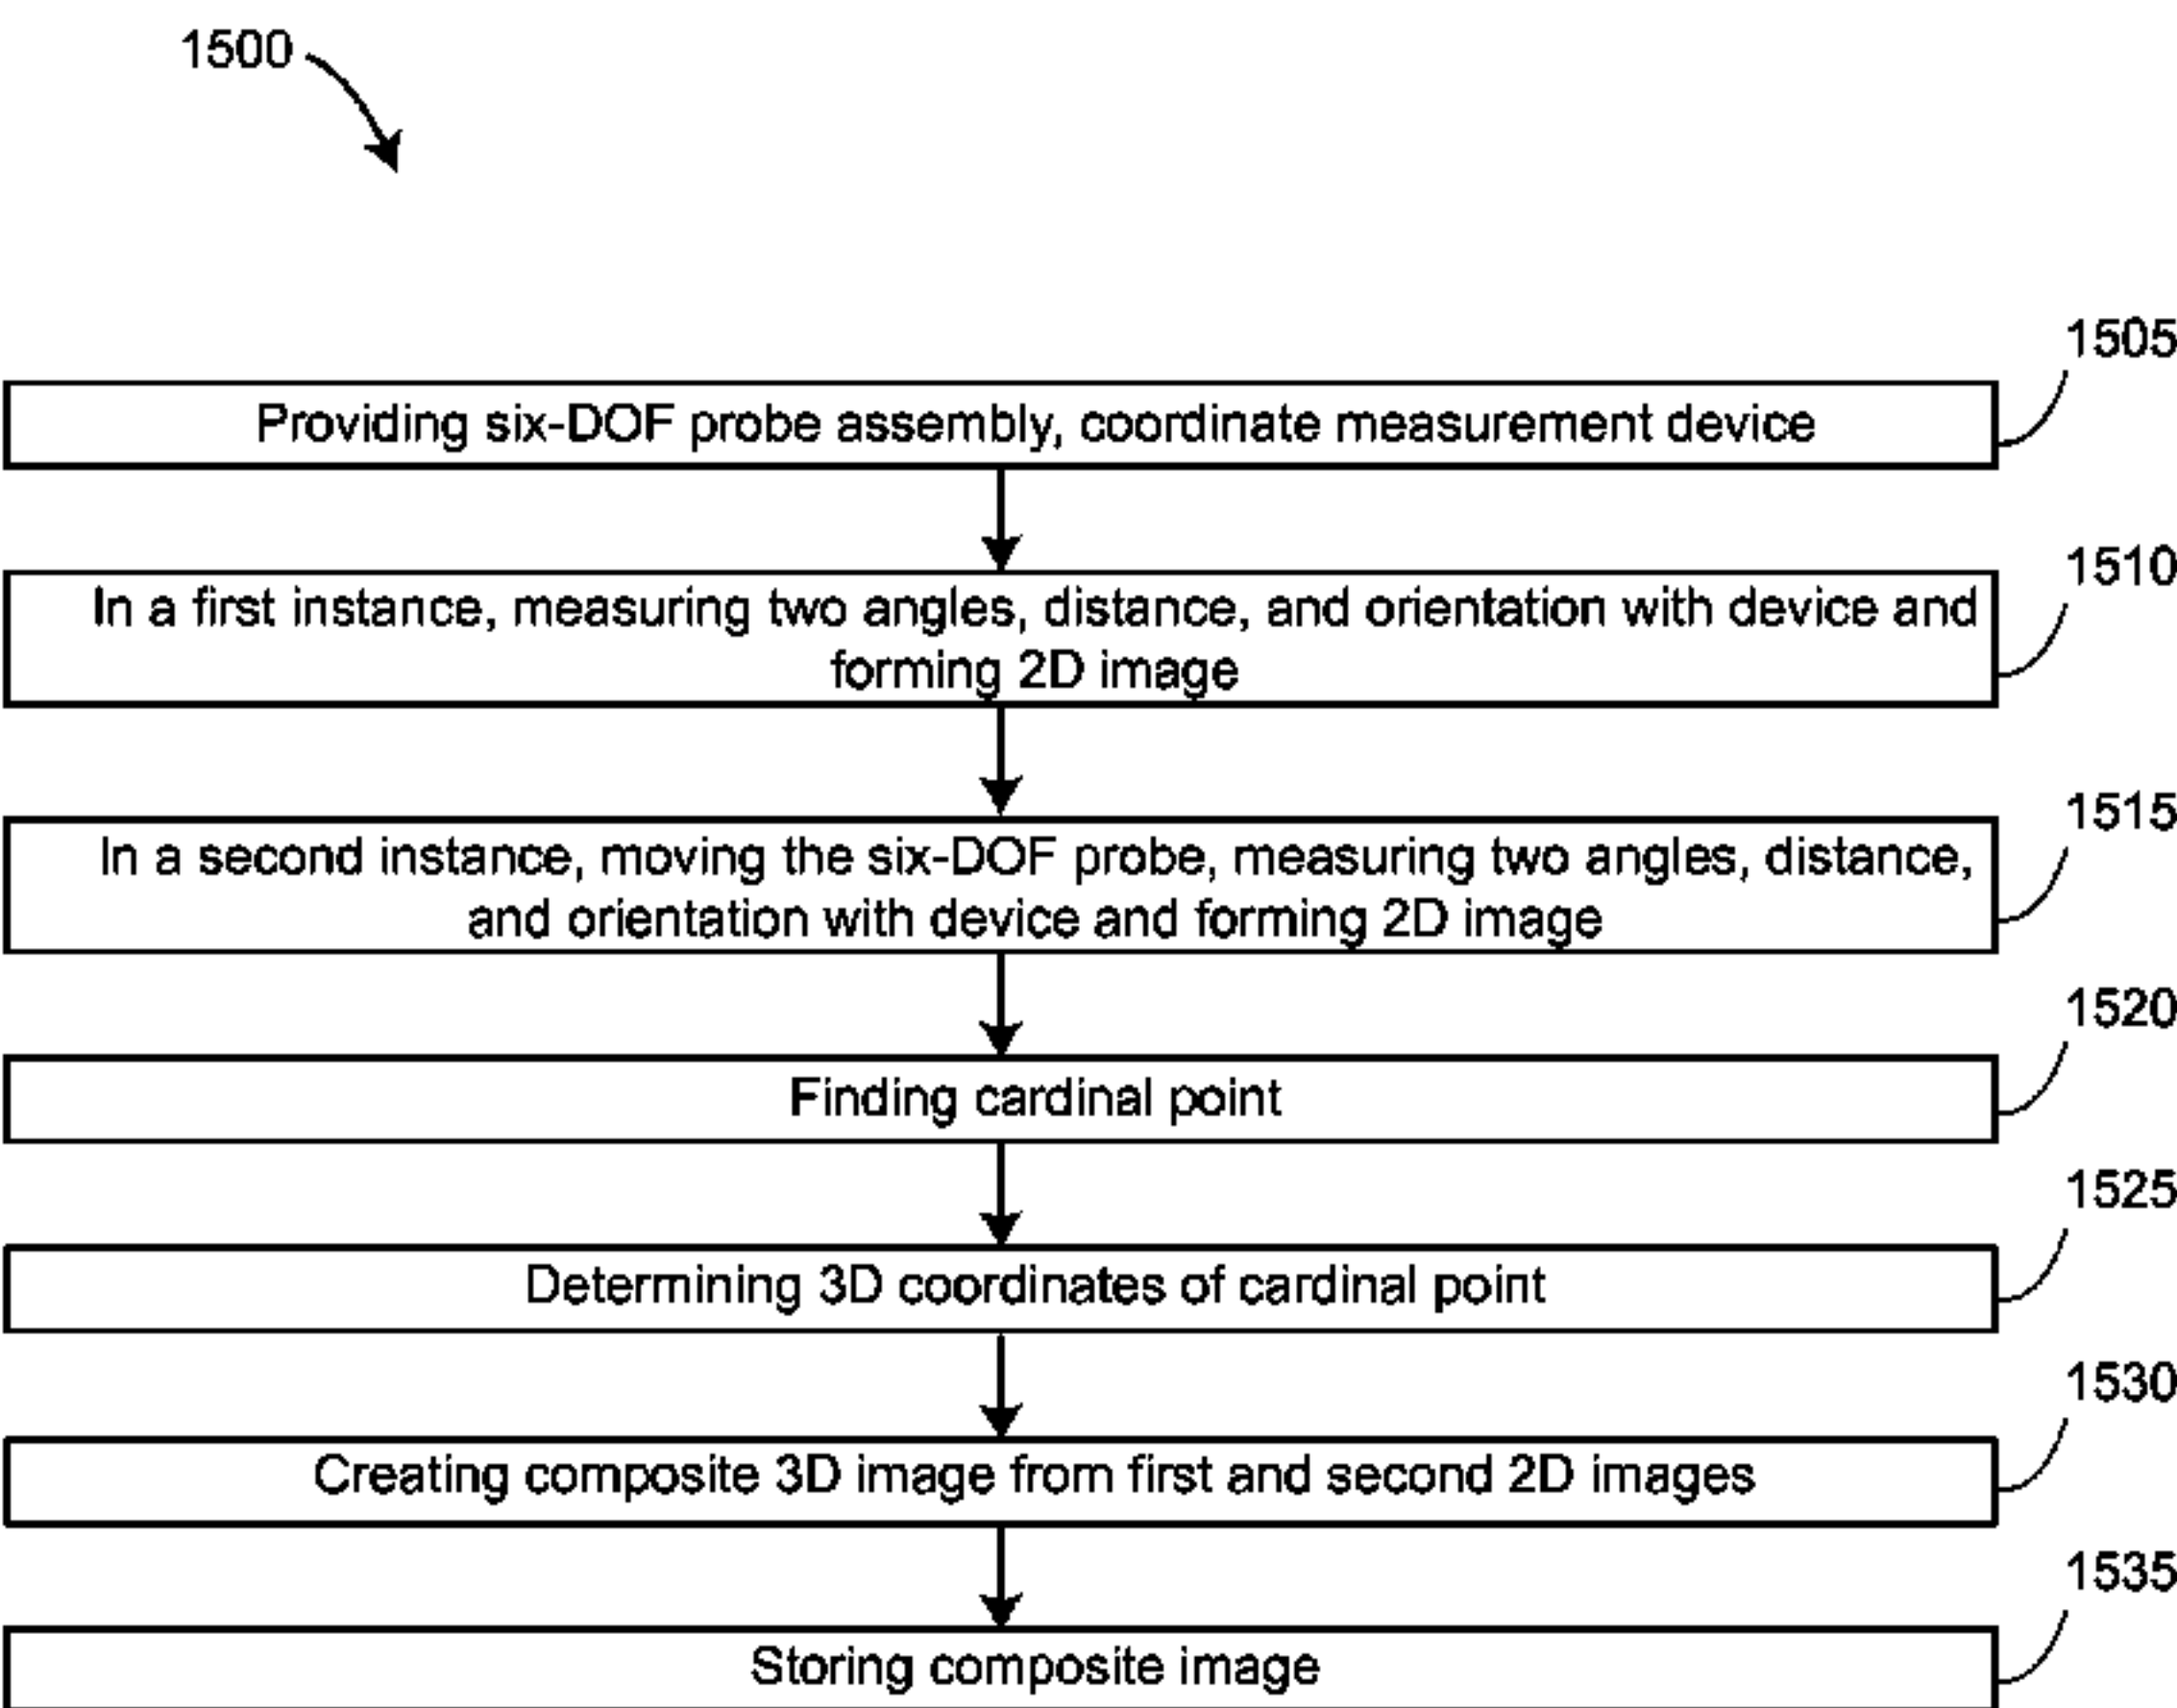 1500
1505
Providing six-DOF probe assembly, coordinate measurement device
1510
In a first instance, measuring two angles, distance, and orientation with device and
forming 2D image
1515
In a second instance, moving the six-DOF probe, measuring two angles, distance,
and orientation with device and forming 2D image
1520
Finding cardinal point
1525
Determining 3D coordinates of cardinal point
1530
Creating composite 3D image from first and second 2D images
1535
Storing composite image